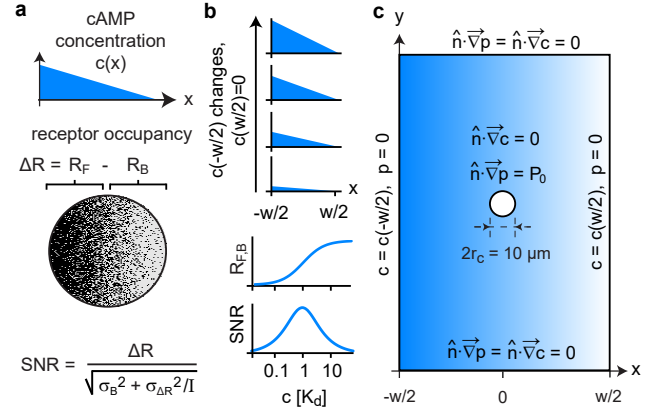 a
cAMP
concentration
c(x)
x
receptor occupancy
ΔR = R_F - R_B
SNR = ΔR / √(σ_B² + σ_ΔR²/I)
b
c(-w/2) changes,
c(w/2)=0
x
-w/2 w/2
R_F,B
SNR
0.1 1 10
c [K_d]
c
y
n̂·∇⃗p = n̂·∇⃗c = 0
c = c(-w/2), p = 0
n̂·∇⃗c = 0
n̂·∇⃗p = P₀
2r_c = 10 μm
c = c(w/2), p = 0
n̂·∇⃗p = n̂·∇⃗c = 0
x
-w/2 0 w/2